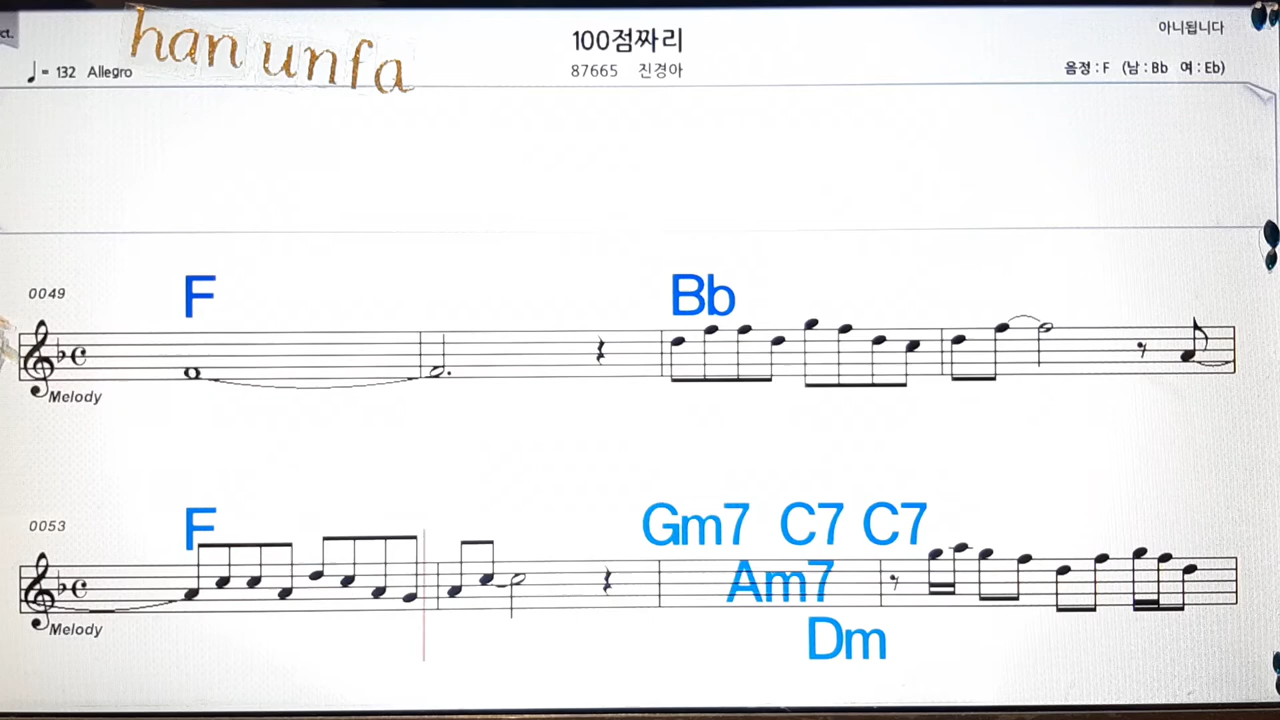 ct.
han unfa
100점짜리
아니됩니다
♩= 132 Allegro
87665 진경아
음정 : F (남 : Bb 여 : Eb)
0049
F
Bb
Melody
0053
F
Gm7 C7 C7
Am7
Dm
Melody